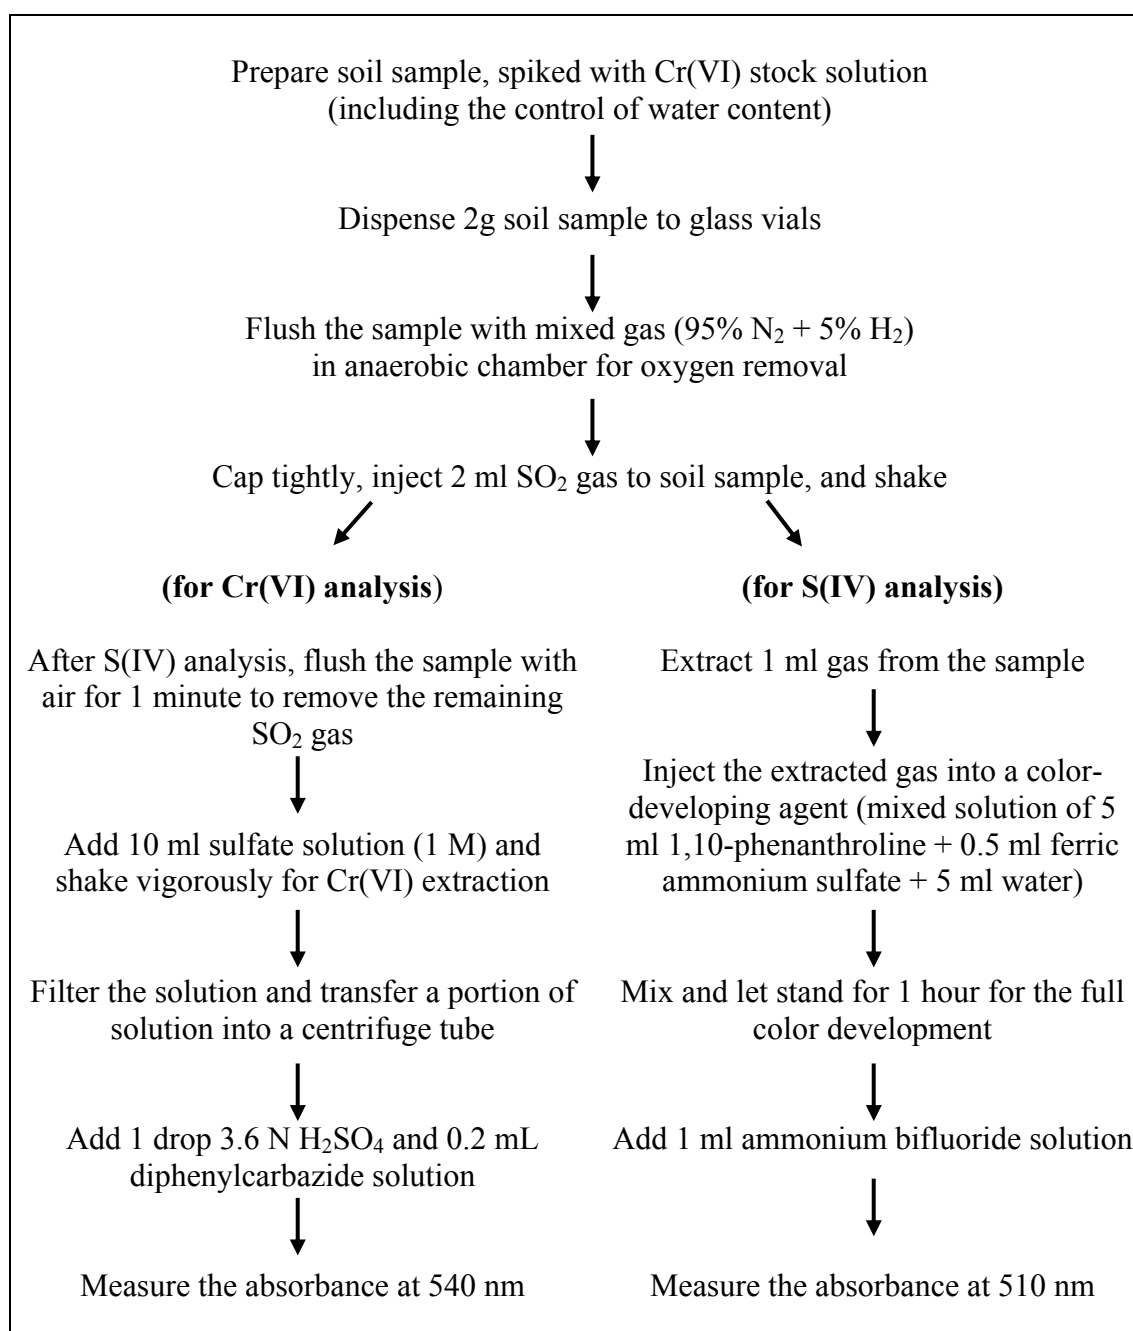 Prepare soil sample, spiked with Cr(VI) stock solution
(including the control of water content)
Dispense 2g soil sample to glass vials
Flush the sample with mixed gas (95% N₂ + 5% H₂)
in anaerobic chamber for oxygen removal
Cap tightly, inject 2 ml SO₂ gas to soil sample, and shake
(for Cr(VI) analysis)
After S(IV) analysis, flush the sample with
air for 1 minute to remove the remaining
SO₂ gas
Add 10 ml sulfate solution (1 M) and
shake vigorously for Cr(VI) extraction
Filter the solution and transfer a portion of
solution into a centrifuge tube
Add 1 drop 3.6 N H₂SO₄ and 0.2 mL
diphenylcarbazide solution
Measure the absorbance at 540 nm
(for S(IV) analysis)
Extract 1 ml gas from the sample
Inject the extracted gas into a color-
developing agent (mixed solution of 5
ml 1,10-phenanthroline + 0.5 ml ferric
ammonium sulfate + 5 ml water)
Mix and let stand for 1 hour for the full
color development
Add 1 ml ammonium bifluoride solution
Measure the absorbance at 510 nm